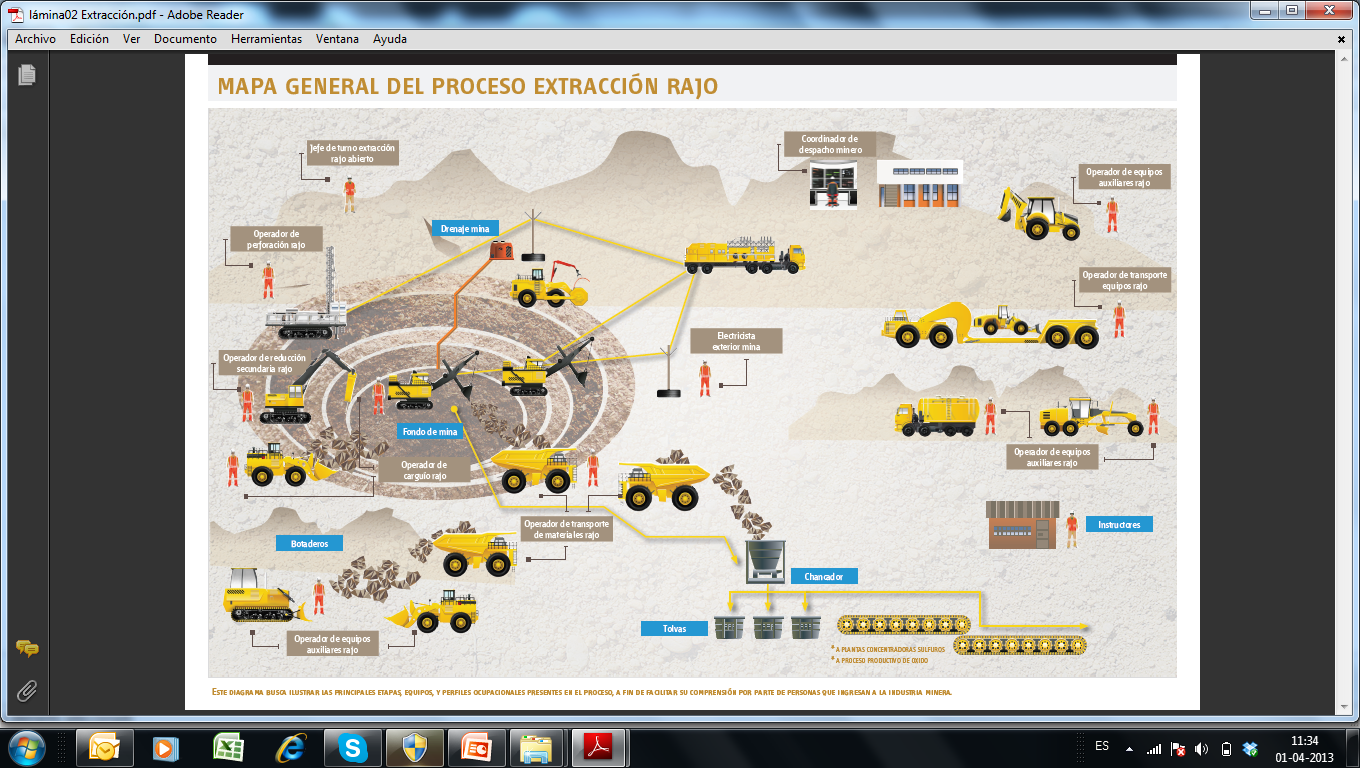 lámina02 Extracción.pdf - Adobe Reader
Archivo Edición Ver Documento Herramientas Ventana Ayuda
MAPA GENERAL DEL PROCESO EXTRACCIÓN RAJO
Jefe de turno extracción
rajo abierto
Coordinador de
despacho minero
Operador de equipos
auxiliares rajo
Drenaje mina
Operador de
perforación rajo
Operador de transporte
equipos rajo
Electricista
exterior mina
Operador de reducción
secundaria rajo
Fondo de mina
Operador de equipos
auxiliares rajo
Operador de
carguío rajo
Operador de transporte
de materiales rajo
Instructores
Botaderos
Chancador
Tolvas
Operador de equipos
auxiliares rajo
* A PLANTAS CONCENTRADORAS SULFUROS
* A PROCESO PRODUCTIVO DE OXIDO
ESTE DIAGRAMA BUSCA ILUSTRAR LAS PRINCIPALES ETAPAS, EQUIPOS, Y PERFILES OCUPACIONALES PRESENTES EN EL PROCESO, A FIN DE FACILITAR SU COMPRENSIÓN POR PARTE DE PERSONAS QUE INGRESAN A LA INDUSTRIA MINERA.
ES
11:34
01-04-2013